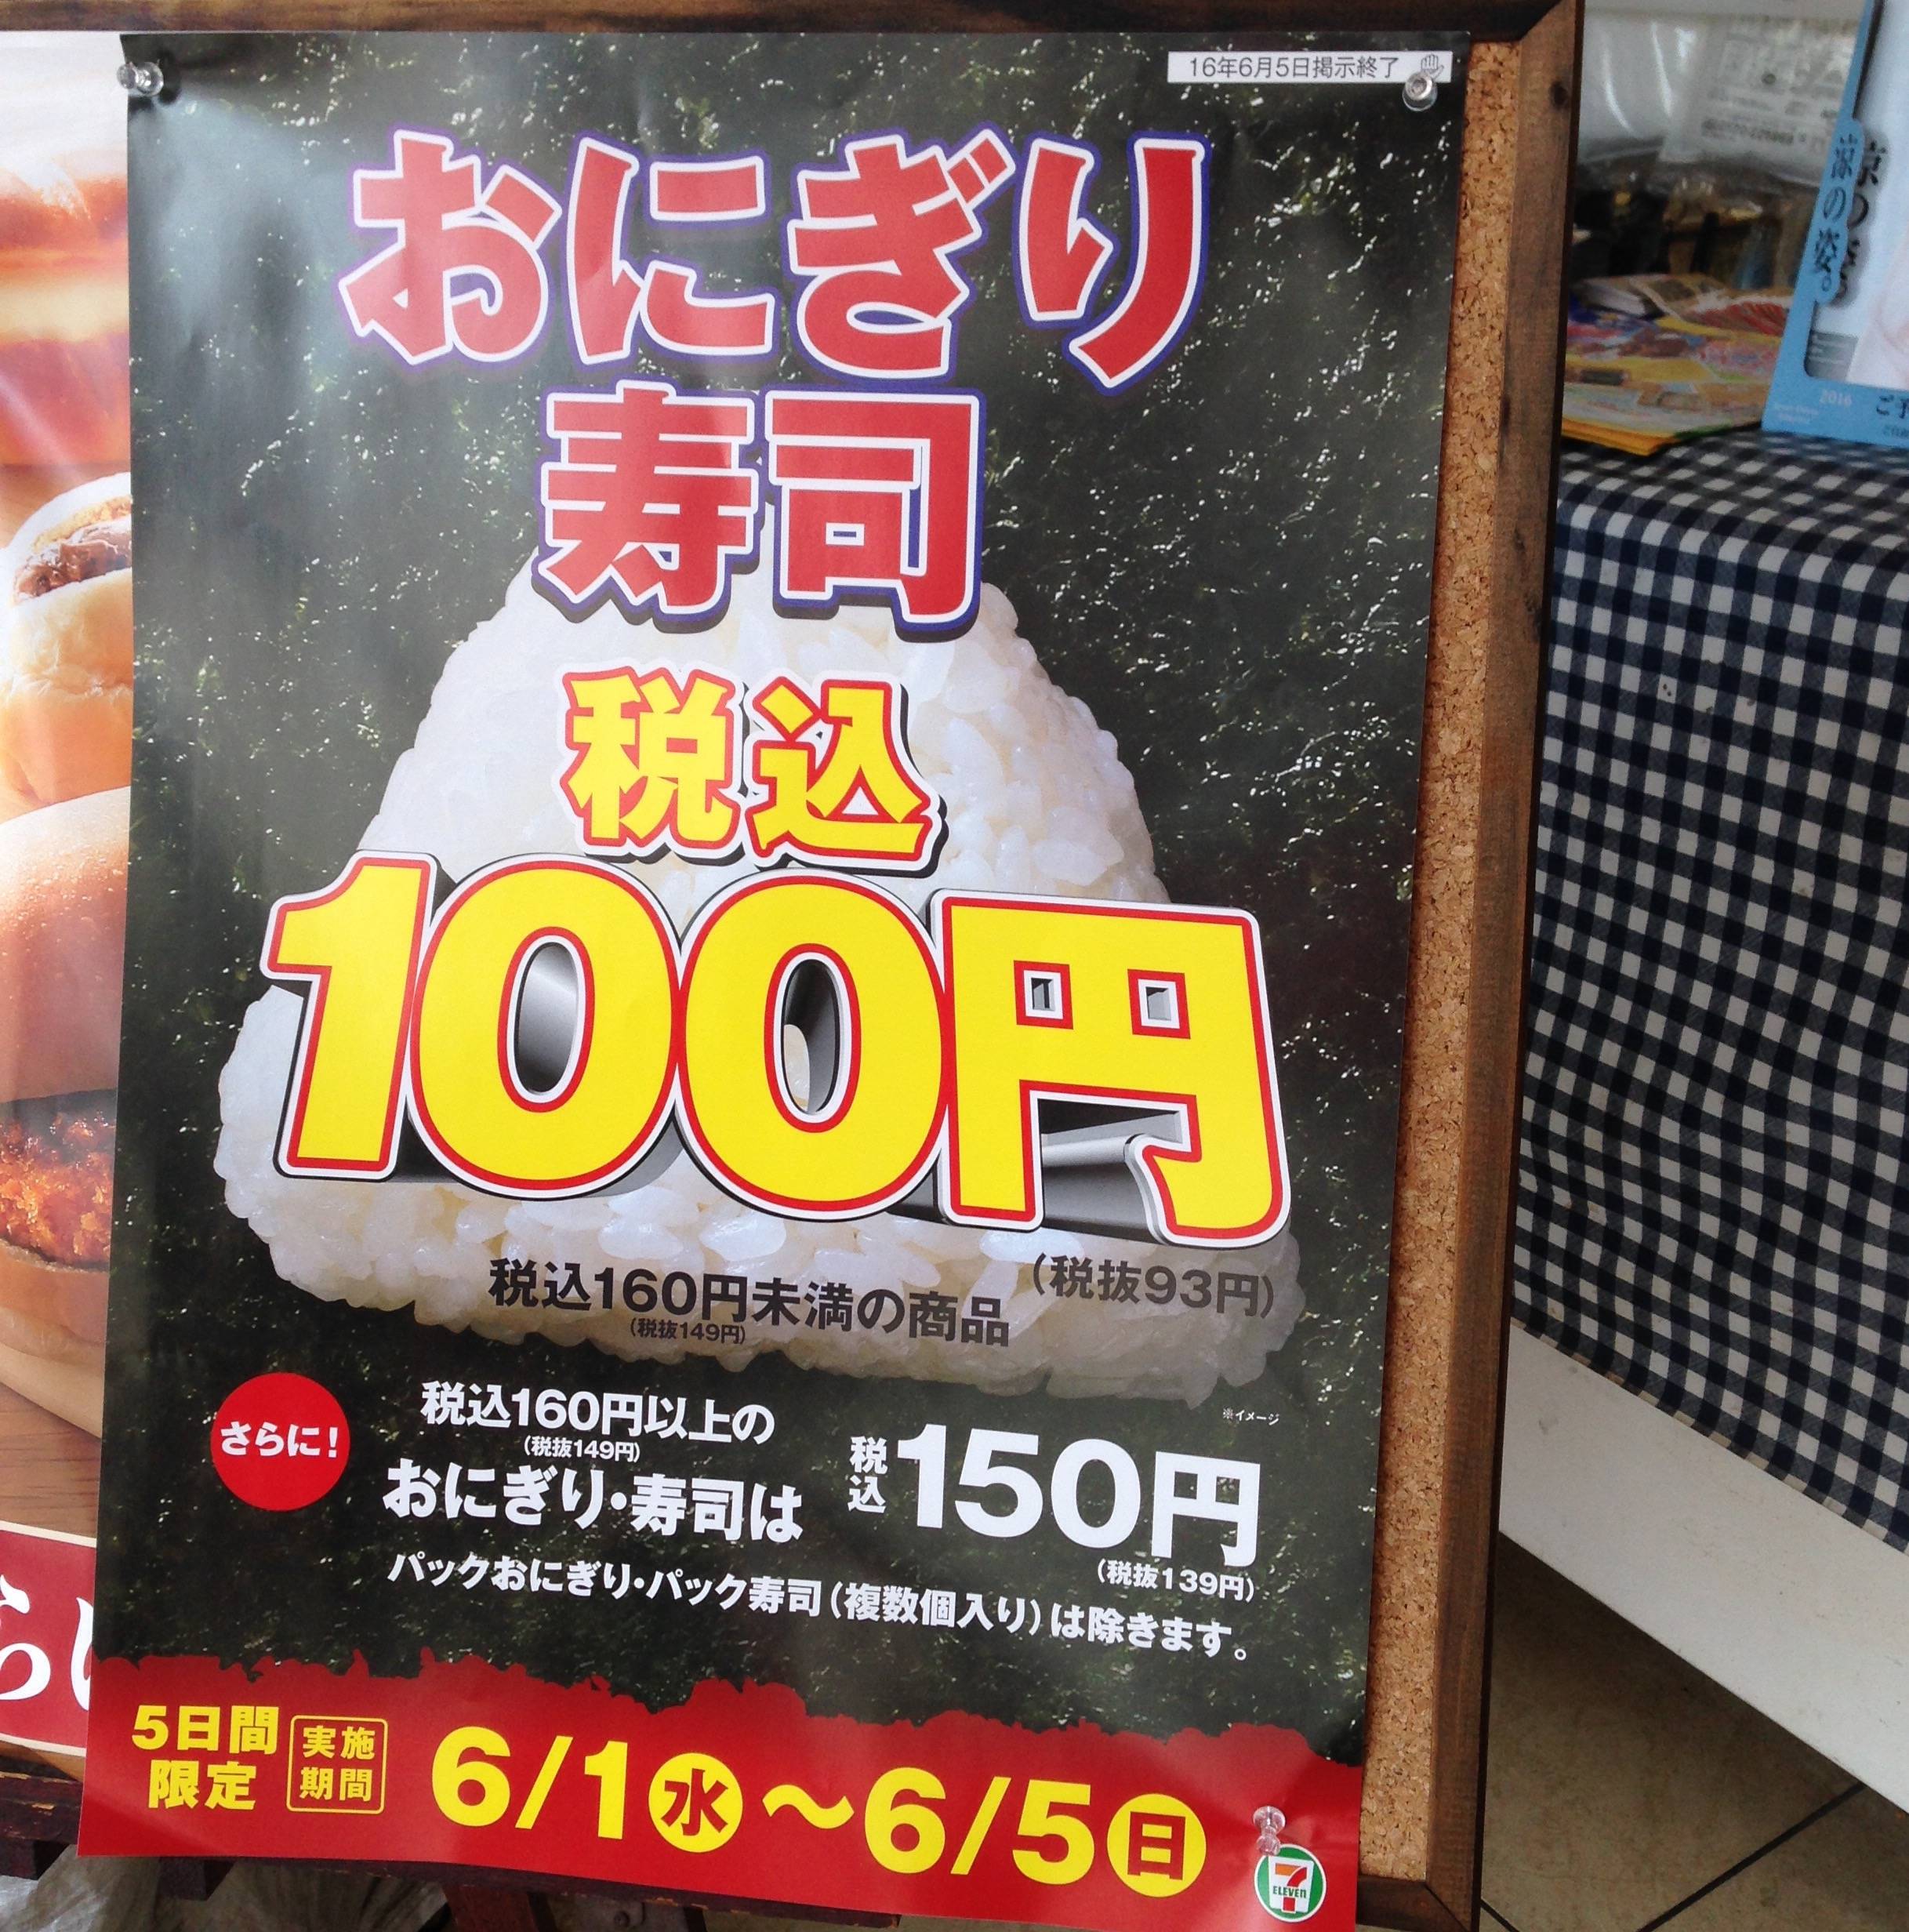 16年6月5日掲示終了
おにぎり
寿司
税込
100円
(税抜93円)
税込160円未満の商品
(税抜149円)
※イメージ
さらに!
税込160円以上の
(税抜149円)
おにぎり・寿司は
税込150円
(税抜139円)
パックおにぎり・パック寿司(複数個入り)は除きます。
5日間
限定
実施
期間
6/1水〜6/5日
7
ELEVEN
涼の姿。
2016